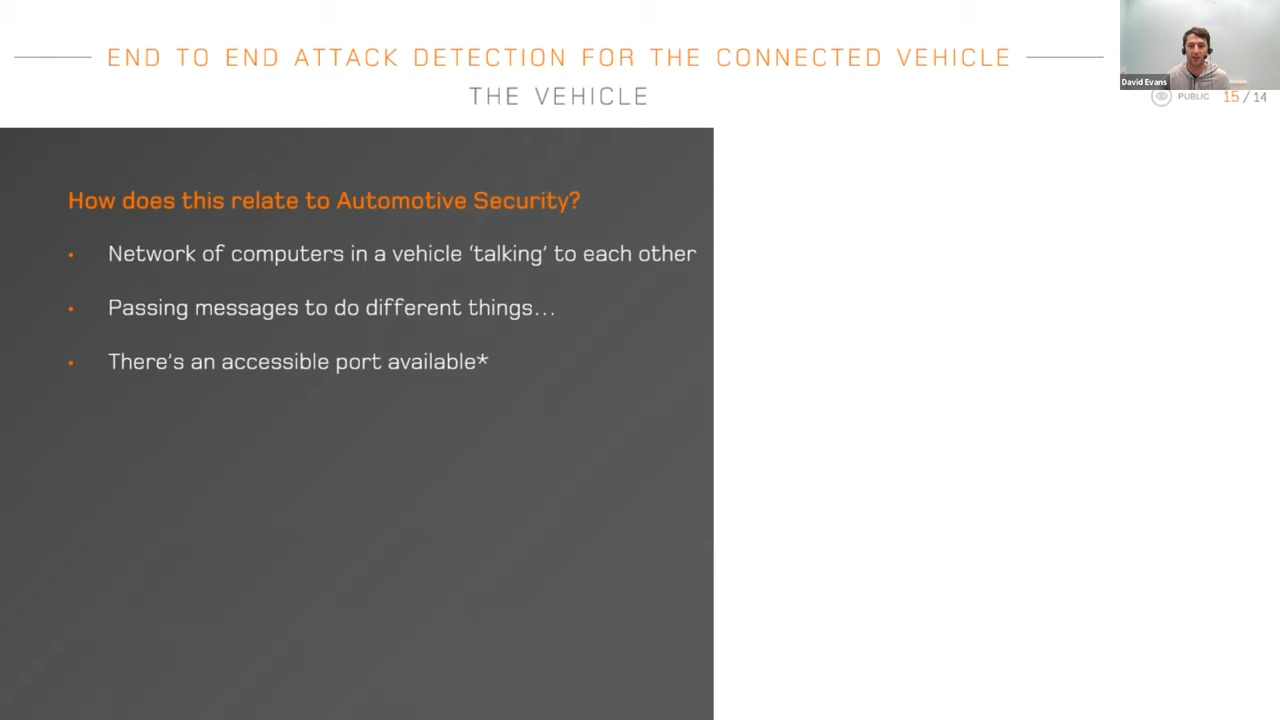 END TO END ATTACK DETECTION FOR THE CONNECTED VEHICLE
THE VEHICLE
David Evans
PUBLIC 15 / 14
How does this relate to Automotive Security?
• Network of computers in a vehicle ‘talking’ to each other
• Passing messages to do different things…
• There’s an accessible port available*